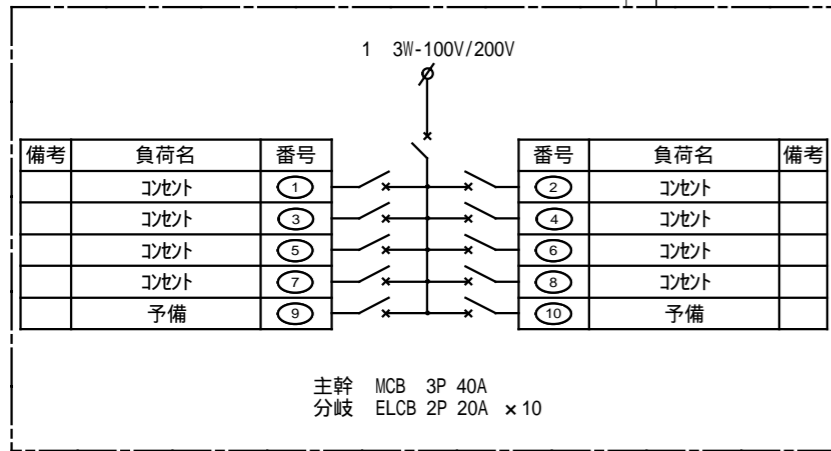 1 3W-100V/200V
備考 負荷名 番号 番号 負荷名 備考
コンセント 1 2 コンセント
コンセント 3 4 コンセント
コンセント 5 6 コンセント
コンセント 7 8 コンセント
予備 9 10 予備
主幹 MCB 3P 40A
分岐 ELCB 2P 20A ×10